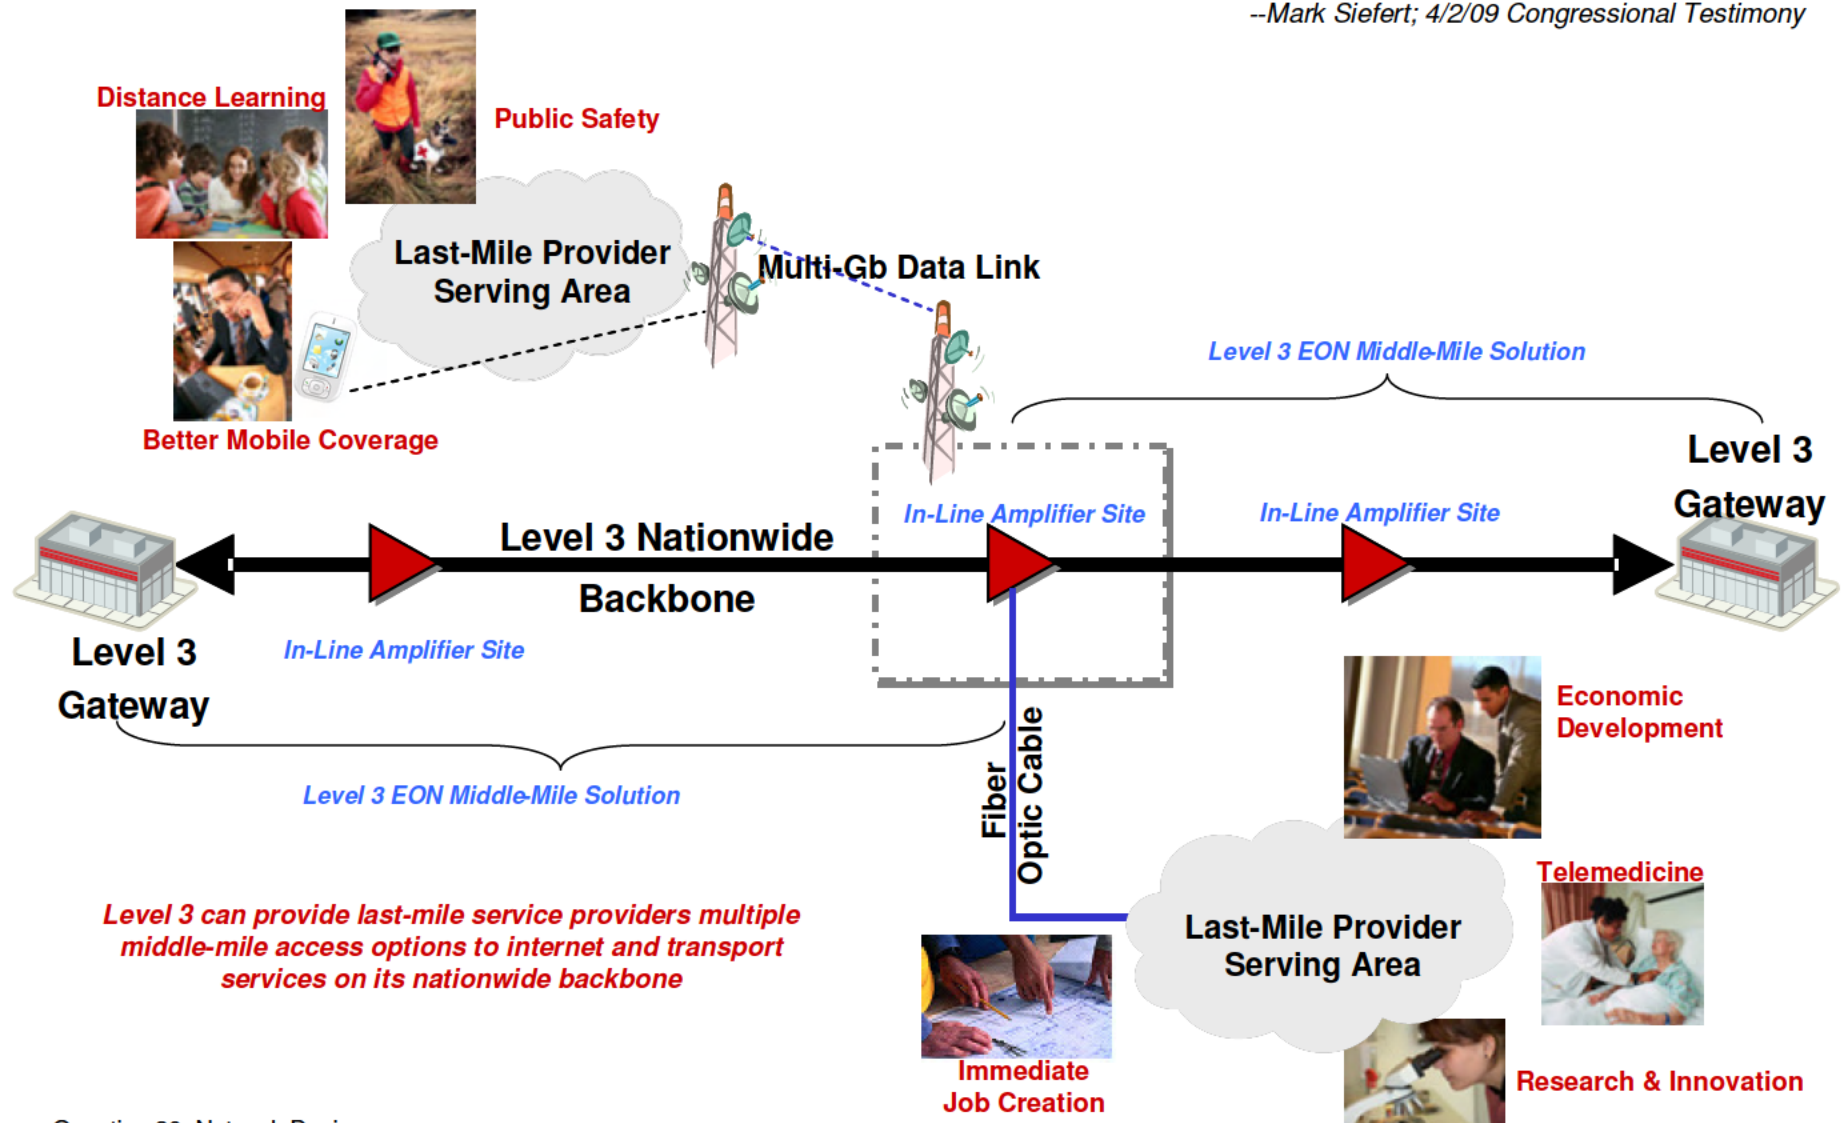 --Mark Siefert; 4/2/09 Congressional Testimony
Distance Learning
Public Safety
Last-Mile Provider
Serving Area
Multi-Gb Data Link
Level 3 EON Middle-Mile Solution
Better Mobile Coverage
Level 3
Gateway
In-Line Amplifier Site
In-Line Amplifier Site
Level 3 Nationwide
Backbone
Level 3
Gateway
In-Line Amplifier Site
Level 3 EON Middle-Mile Solution
Fiber
Optic Cable
Economic
Development
Telemedicine
Level 3 can provide last-mile service providers multiple
middle-mile access options to internet and transport
services on its nationwide backbone
Last-Mile Provider
Serving Area
Immediate
Job Creation
Research & Innovation